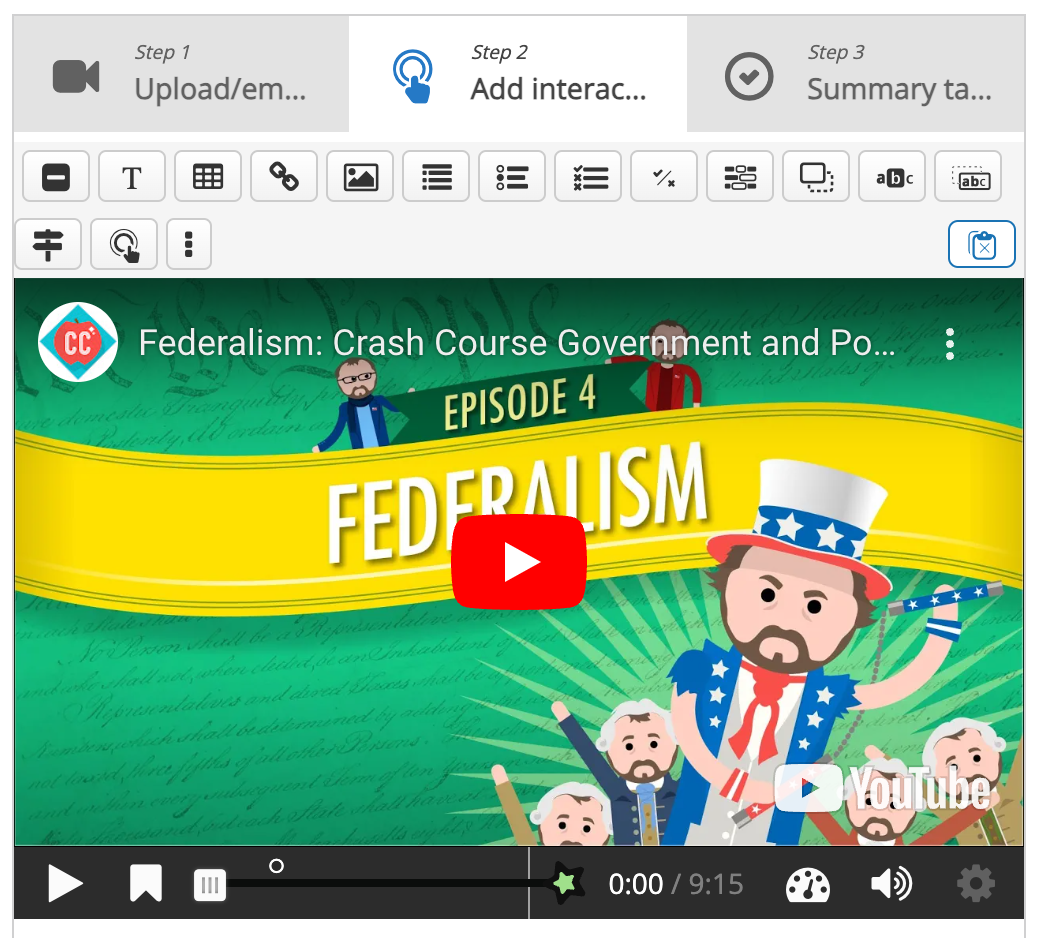 Step 1
Upload/em...
Step 2
Add interac...
Step 3
Summary ta...
T
abc
abc
CC
Federalism: Crash Course Government and Po...
EPISODE 4
FEDERALISM
YouTube
0:00 / 9:15